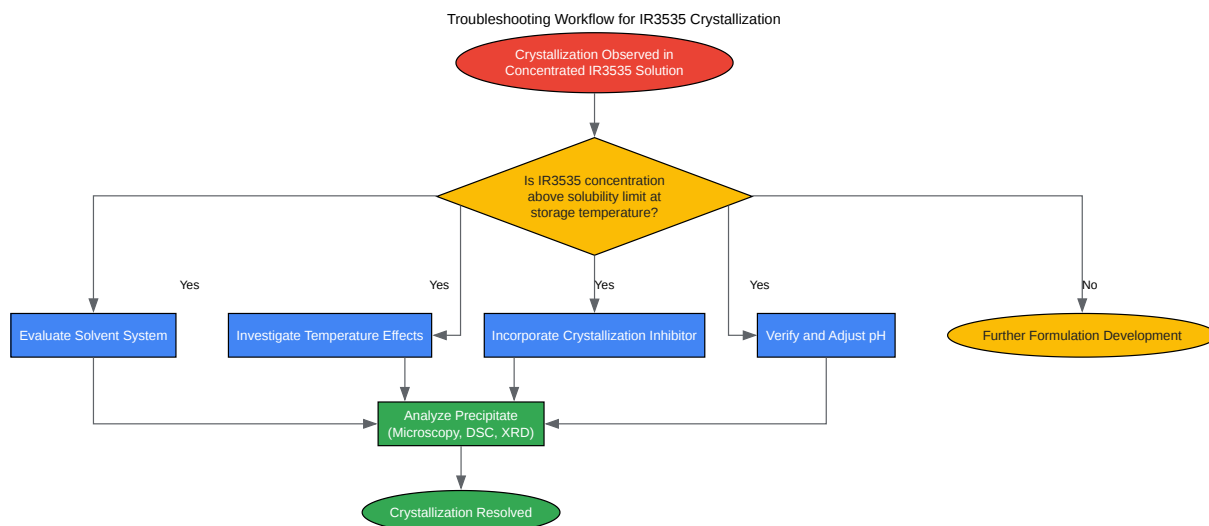 Troubleshooting Workflow for IR3535 Crystallization
Crystallization Observed in
Concentrated IR3535 Solution
Is IR3535 concentration
above solubility limit at
storage temperature?
Yes
Yes
Yes
Yes
No
Evaluate Solvent System
Investigate Temperature Effects
Incorporate Crystallization Inhibitor
Verify and Adjust pH
Further Formulation Development
Analyze Precipitate
(Microscopy, DSC, XRD)
Crystallization Resolved